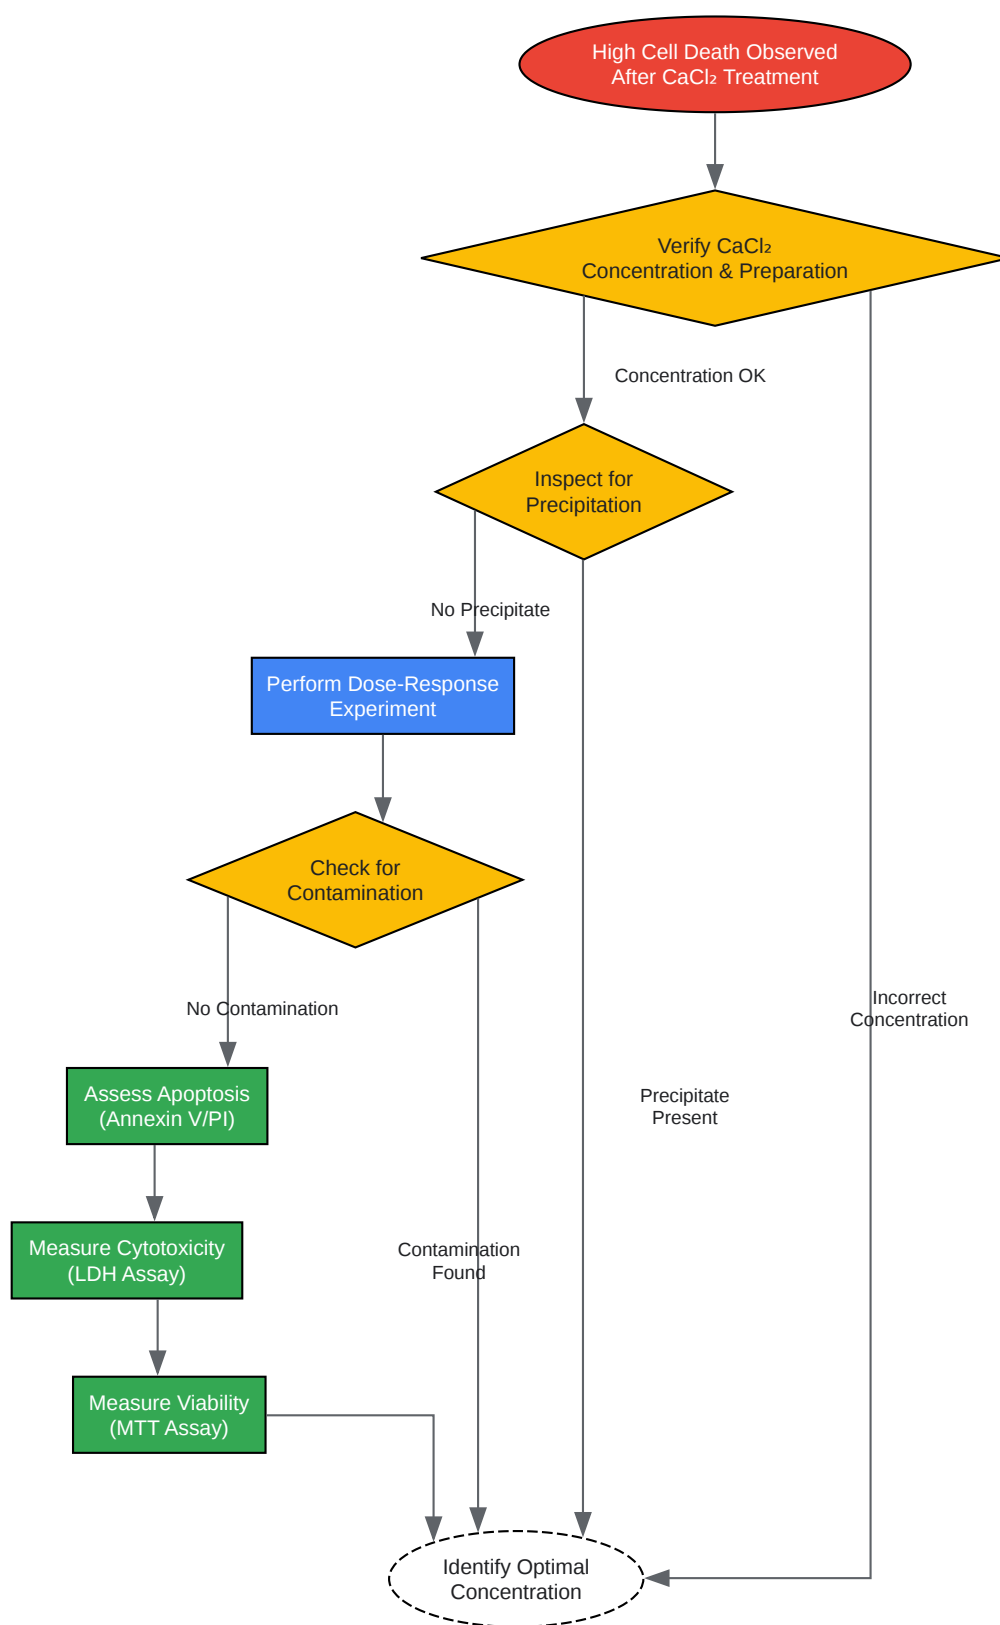 High Cell Death Observed
After CaCl₂ Treatment
Verify CaCl₂
Concentration & Preparation
Concentration OK
Inspect for
Precipitation
No Precipitate
Perform Dose-Response
Experiment
Check for
Contamination
No Contamination
Incorrect
Concentration
Assess Apoptosis
(Annexin V/PI)
Precipitate
Present
Measure Cytotoxicity
(LDH Assay)
Contamination
Found
Measure Viability
(MTT Assay)
Identify Optimal
Concentration